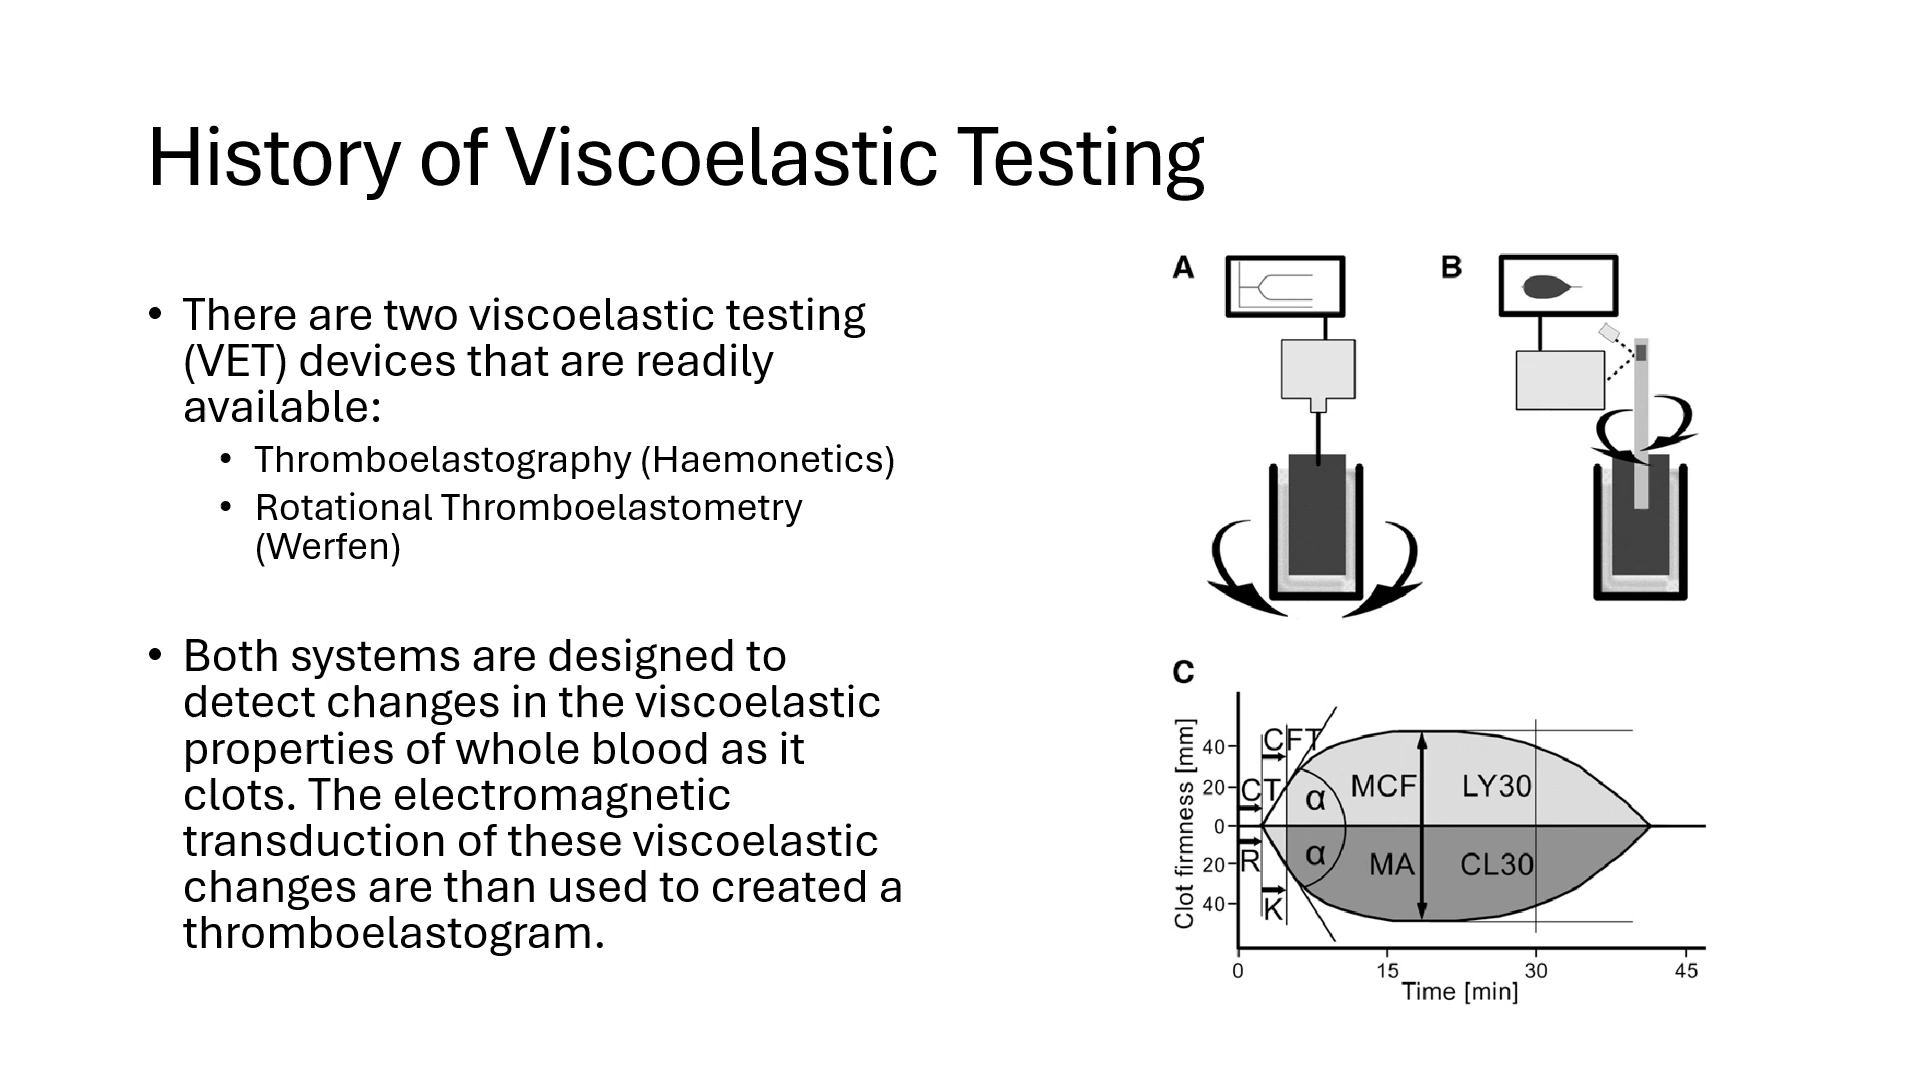 History of Viscoelastic Testing
• There are two viscoelastic testing
(VET) devices that are readily
available:
• Thromboelastography (Haemonetics)
• Rotational Thromboelastometry
(Werfen)
• Both systems are designed to
detect changes in the viscoelastic
properties of whole blood as it
clots. The electromagnetic
transduction of these viscoelastic
changes are than used to created a
thromboelastogram.
A
B
C
Clot firmness [mm]
40
20
0
20
40
CFT
CT
R
K
α
α
MCF
LY30
MA
CL30
0 15 30 45
Time [min]